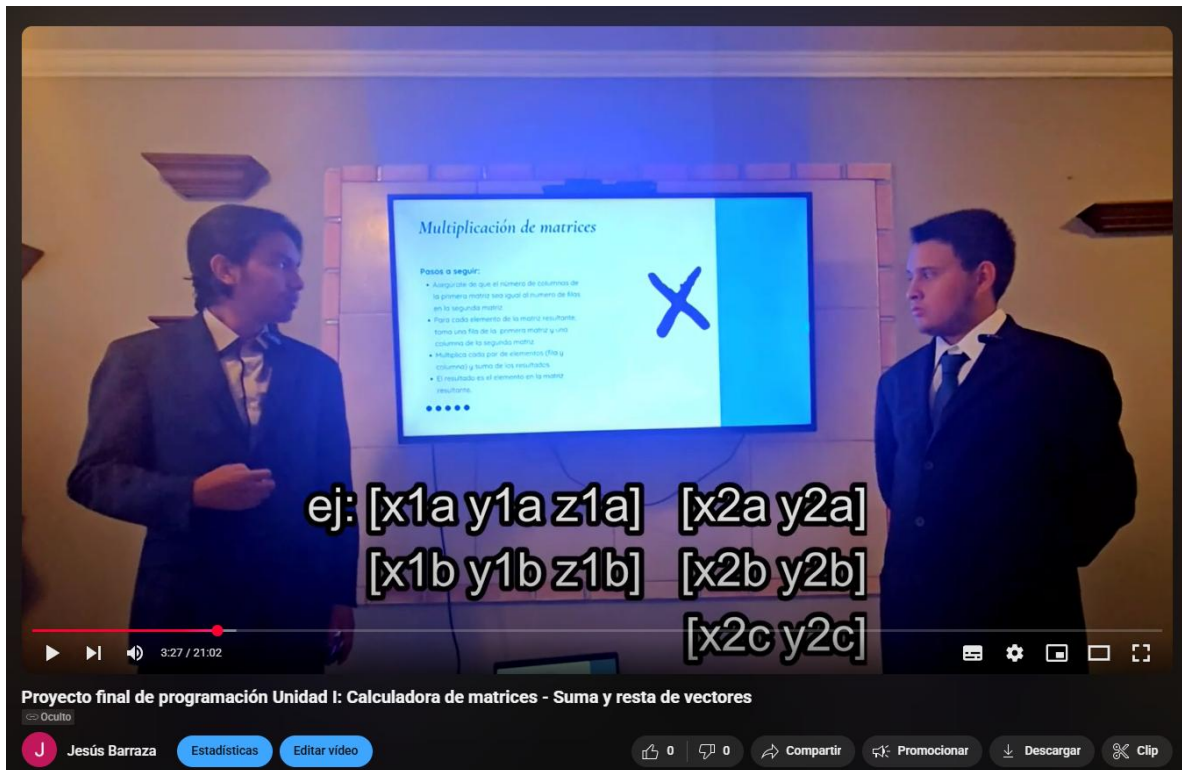 Multiplicación de matrices
Pasos a seguir:
Asegúrate de que el número de columnas de
la primera matriz sea igual al numero de filas
en la segunda matriz
Para cada elemento de la matriz resultante,
toma una fila de la primera matriz y una
columna de la segunda matriz
Multiplica cada par de elementos (fila y
columna) y suma de los resultados
El resultado es el elemento en la matriz
resultante.
X
ej: [x1a y1a z1a] [x2a y2a]
[x1b y1b z1b] [x2b y2b]
[x2c y2c]
3:27 / 21:02
Proyecto final de programación Unidad I: Calculadora de matrices - Suma y resta de vectores
Oculto
J Jesús Barraza Estadísticas Editar vídeo 0 0 Compartir Promocionar Descargar Clip